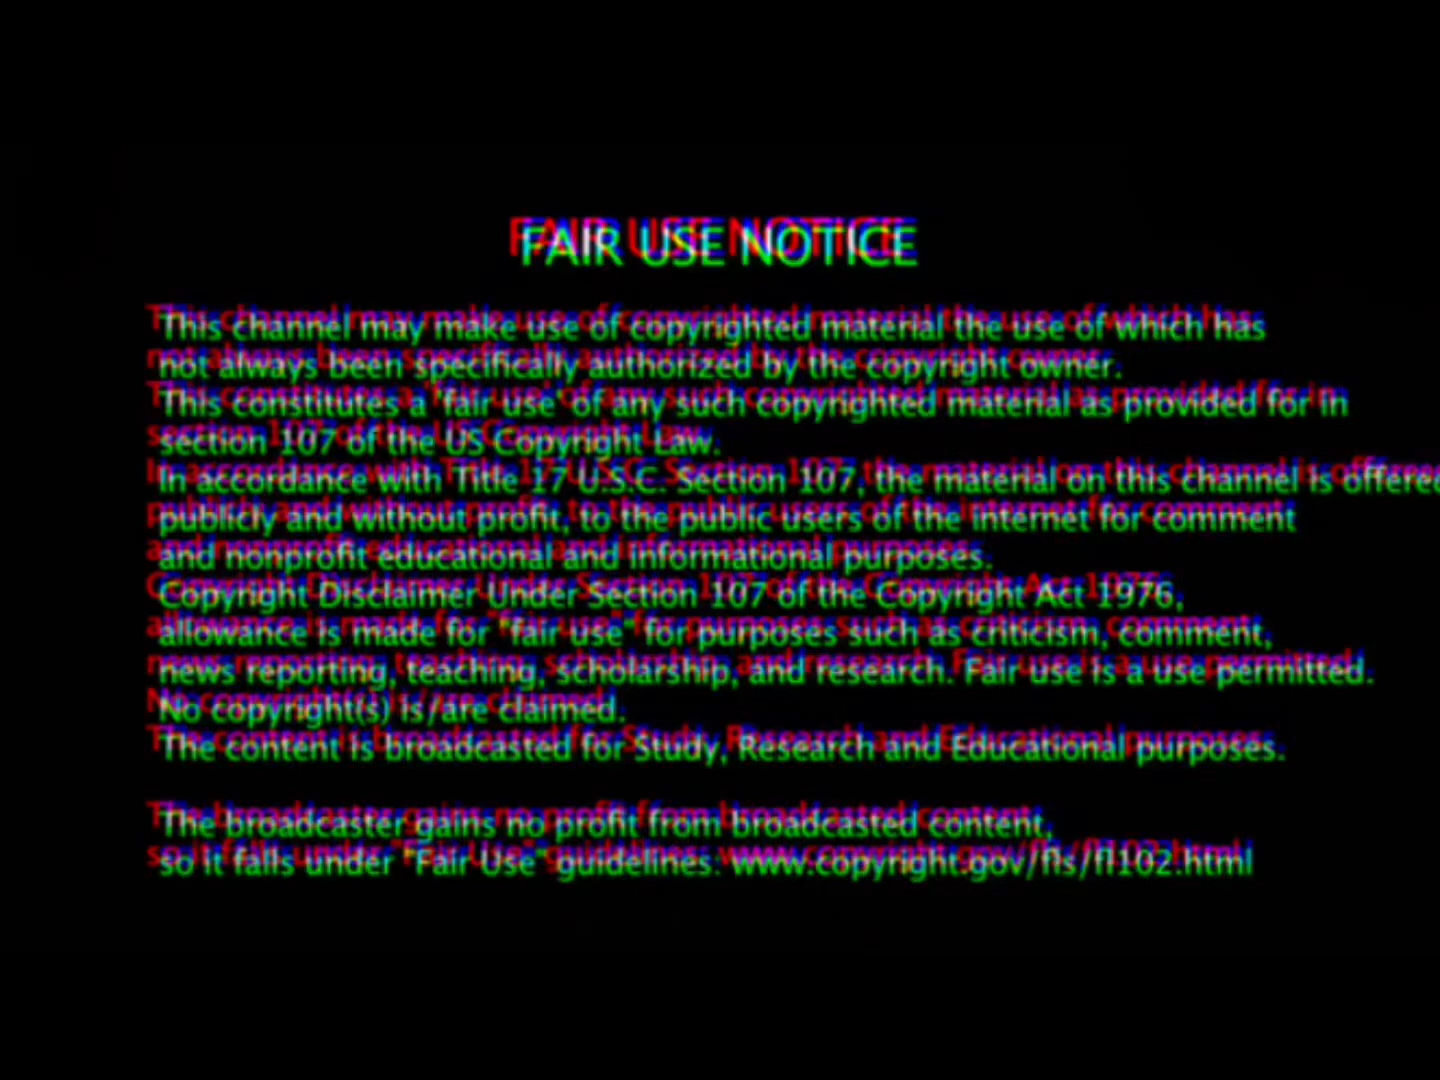 FAIR USE NOTICE
This channel may make use of copyrighted material the use of which has
not always been specifically authorized by the copyright owner.
This constitutes a "fair use" of any such copyrighted material as provided for in
section 107 of the US Copyright Law.
In accordance with Title 17 U.S.C. Section 107, the material on this channel is offered
publicly and without profit, to the public users of the internet for comment
and nonprofit educational and informational purposes.
Copyright Disclaimer Under Section 107 of the Copyright Act 1976,
allowance is made for "fair use" for purposes such as criticism, comment,
news reporting, teaching, scholarship, and research. Fair use is a use permitted.
No copyright(s) is/are claimed.
The content is broadcasted for Study, Research and Educational purposes.
The broadcaster gains no profit from broadcasted content,
so it falls under "Fair Use" guidelines: www.copyright.gov/fls/fl102.html